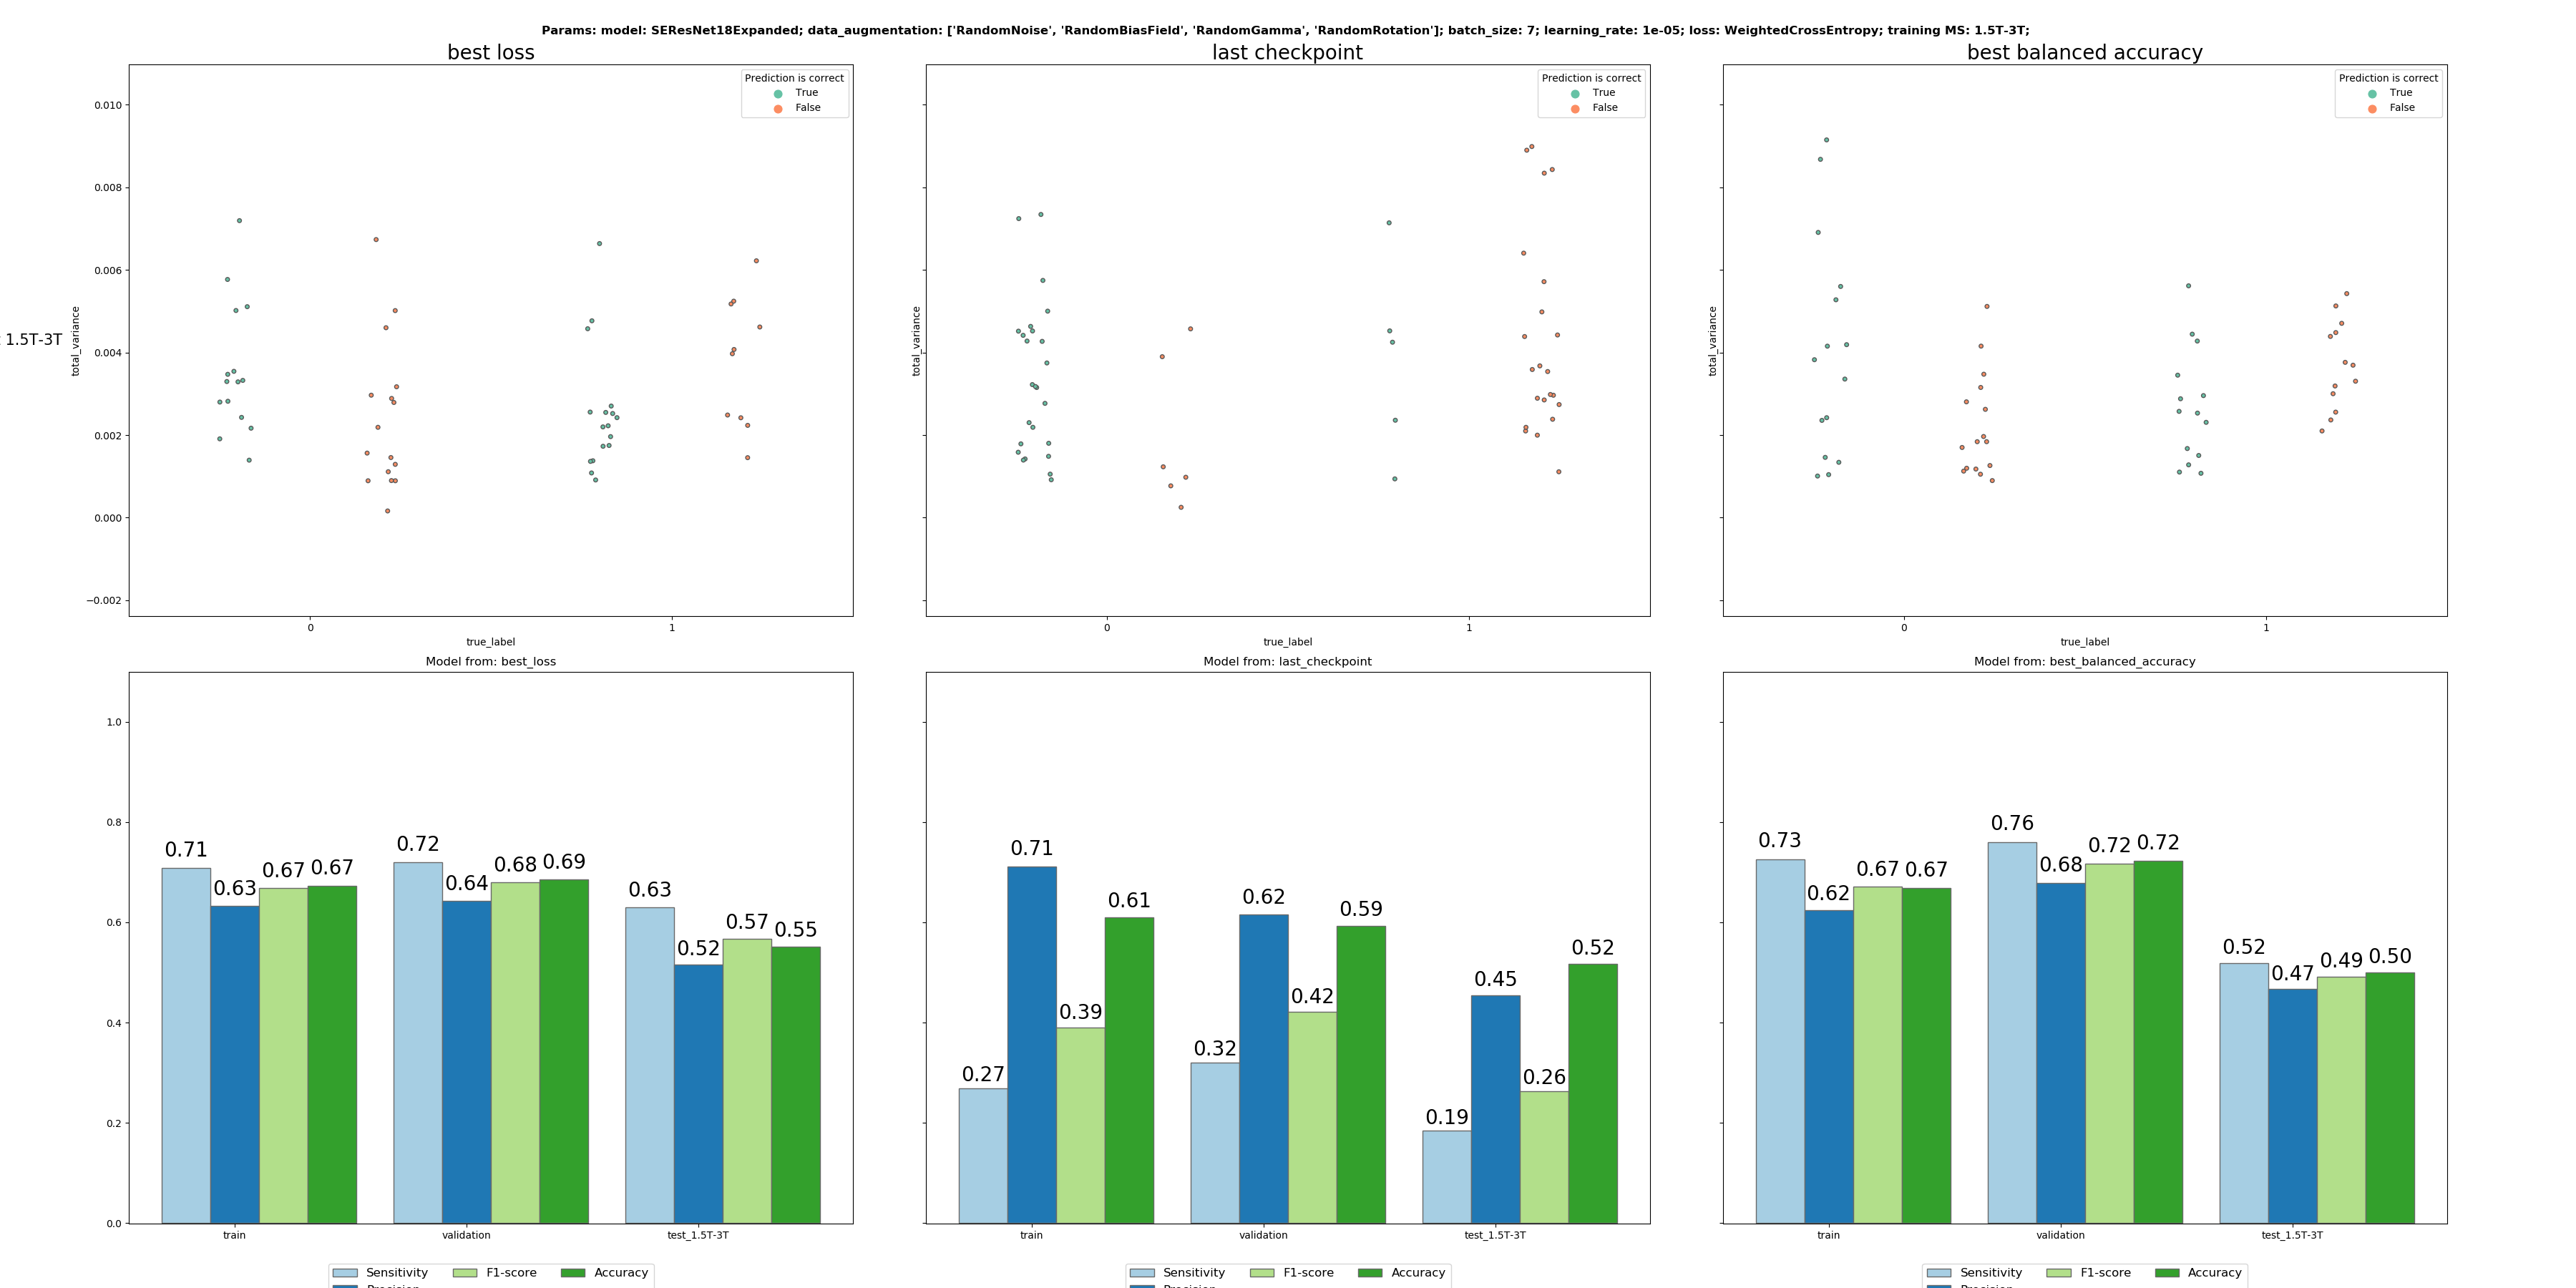 Params: model: SEResNet18Expanded; data_augmentation: ['RandomNoise', 'RandomBiasField', 'RandomGamma', 'RandomRotation']; batch_size: 7; learning_rate: 1e-05; loss: WeightedCrossEntropy; training MS: 1.5T-3T;
best loss
last checkpoint
best balanced accuracy
Prediction is correct
True
False
Prediction is correct
True
False
Prediction is correct
True
False
: 1.5T-3T
total_variance
0.010
0.008
0.006
0.004
0.002
0.000
−0.002
0 1
true_label
total_variance
0 1
true_label
total_variance
0 1
true_label
Model from: best_loss
1.0
0.8
0.6
0.4
0.2
0.0
0.71 0.63 0.67 0.67
0.72 0.64 0.68 0.69
0.63 0.52 0.57 0.55
train validation test_1.5T-3T
Sensitivity F1-score Accuracy
Precision
Model from: last_checkpoint
0.27 0.71 0.39 0.61
0.32 0.62 0.42 0.59
0.19 0.45 0.26 0.52
train validation test_1.5T-3T
Sensitivity F1-score Accuracy
Precision
Model from: best_balanced_accuracy
0.73 0.62 0.67 0.67
0.76 0.68 0.72 0.72
0.52 0.47 0.49 0.50
train validation test_1.5T-3T
Sensitivity F1-score Accuracy
Precision